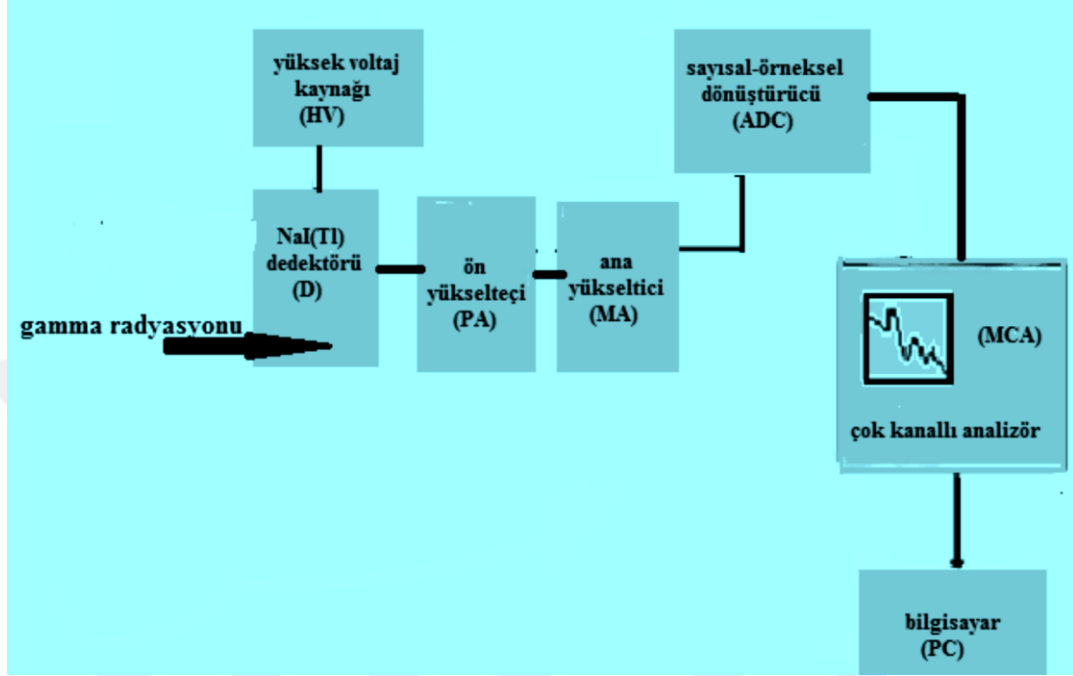 yüksek voltaj
kaynağı
(HV)
sayısal-örneksel
dönüştürücü
(ADC)
NaI(Tl)
dedektörü
(D)
ön
yükselteçi
(PA)
ana
yükseltici
(MA)
gamma radyasyonu
(MCA)
çok kanallı analizör
bilgisayar
(PC)